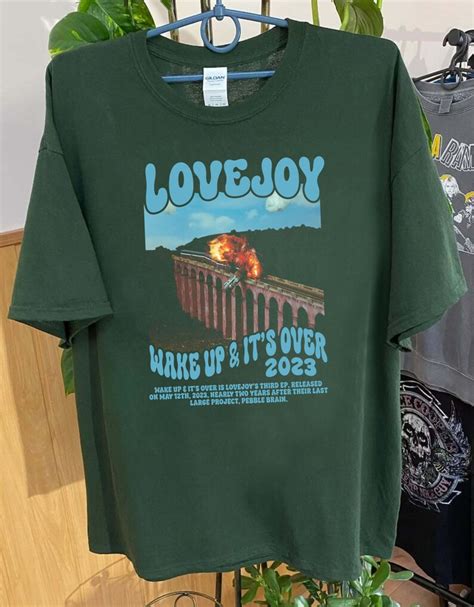 GILDAN
LOVEJOY
WAKE UP & IT'S OVER
2023
WAKE UP & IT'S OVER IS LOVEJOY'S THIRD EP, RELEASED
ON MAY 12TH, 2023, NEARLY TWO YEARS AFTER THEIR LAST
LARGE PROJECT, PEBBLE BRAIN.